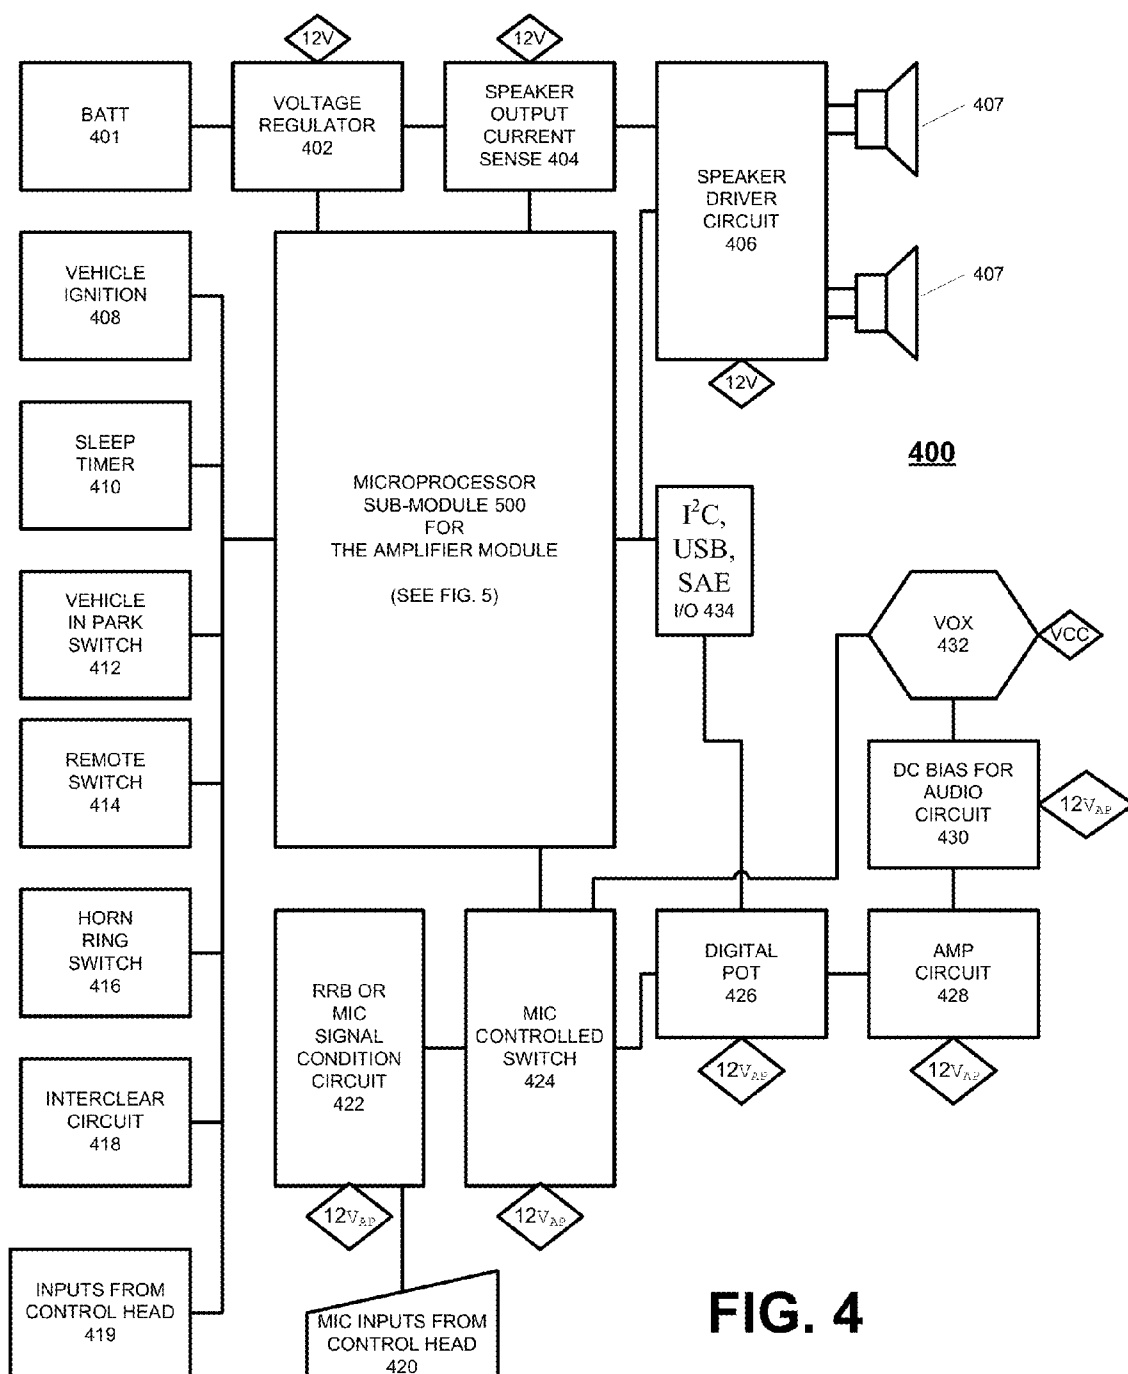 12V
12V
BATT
401
VOLTAGE
REGULATOR
402
SPEAKER
OUTPUT
CURRENT
SENSE 404
SPEAKER
DRIVER
CIRCUIT
406
407
407
12V
VEHICLE
IGNITION
408
SLEEP
TIMER
410
VEHICLE
IN PARK
SWITCH
412
REMOTE
SWITCH
414
HORN
RING
SWITCH
416
INTERCLEAR
CIRCUIT
418
INPUTS FROM
CONTROL HEAD
419
MICROPROCESSOR
SUB-MODULE 500
FOR
THE AMPLIFIER MODULE
(SEE FIG. 5)
400
I²C,
USB,
SAE
I/O 434
VOX
432
VCC
DC BIAS FOR
AUDIO
CIRCUIT
430
12V_AP
RRB OR
MIC
SIGNAL
CONDITION
CIRCUIT
422
12V_AP
MIC
CONTROLLED
SWITCH
424
12V_AP
DIGITAL
POT
426
12V_AP
AMP
CIRCUIT
428
12V_AP
MIC INPUTS FROM
CONTROL HEAD
420
FIG. 4